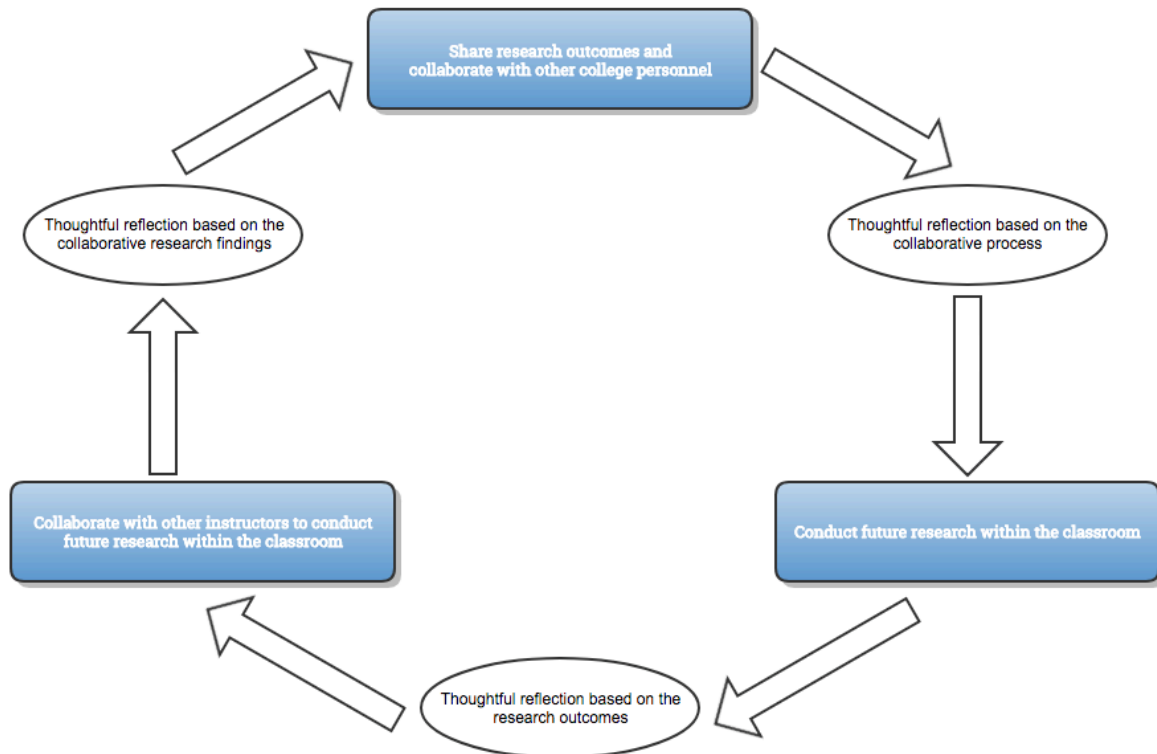 Share research outcomes and
collaborate with other college personnel
Thoughtful reflection based on the
collaborative research findings
Thoughtful reflection based on the
collaborative process
Collaborate with other instructors to conduct
future research within the classroom
Conduct future research within the classroom
Thoughtful reflection based on the
research outcomes